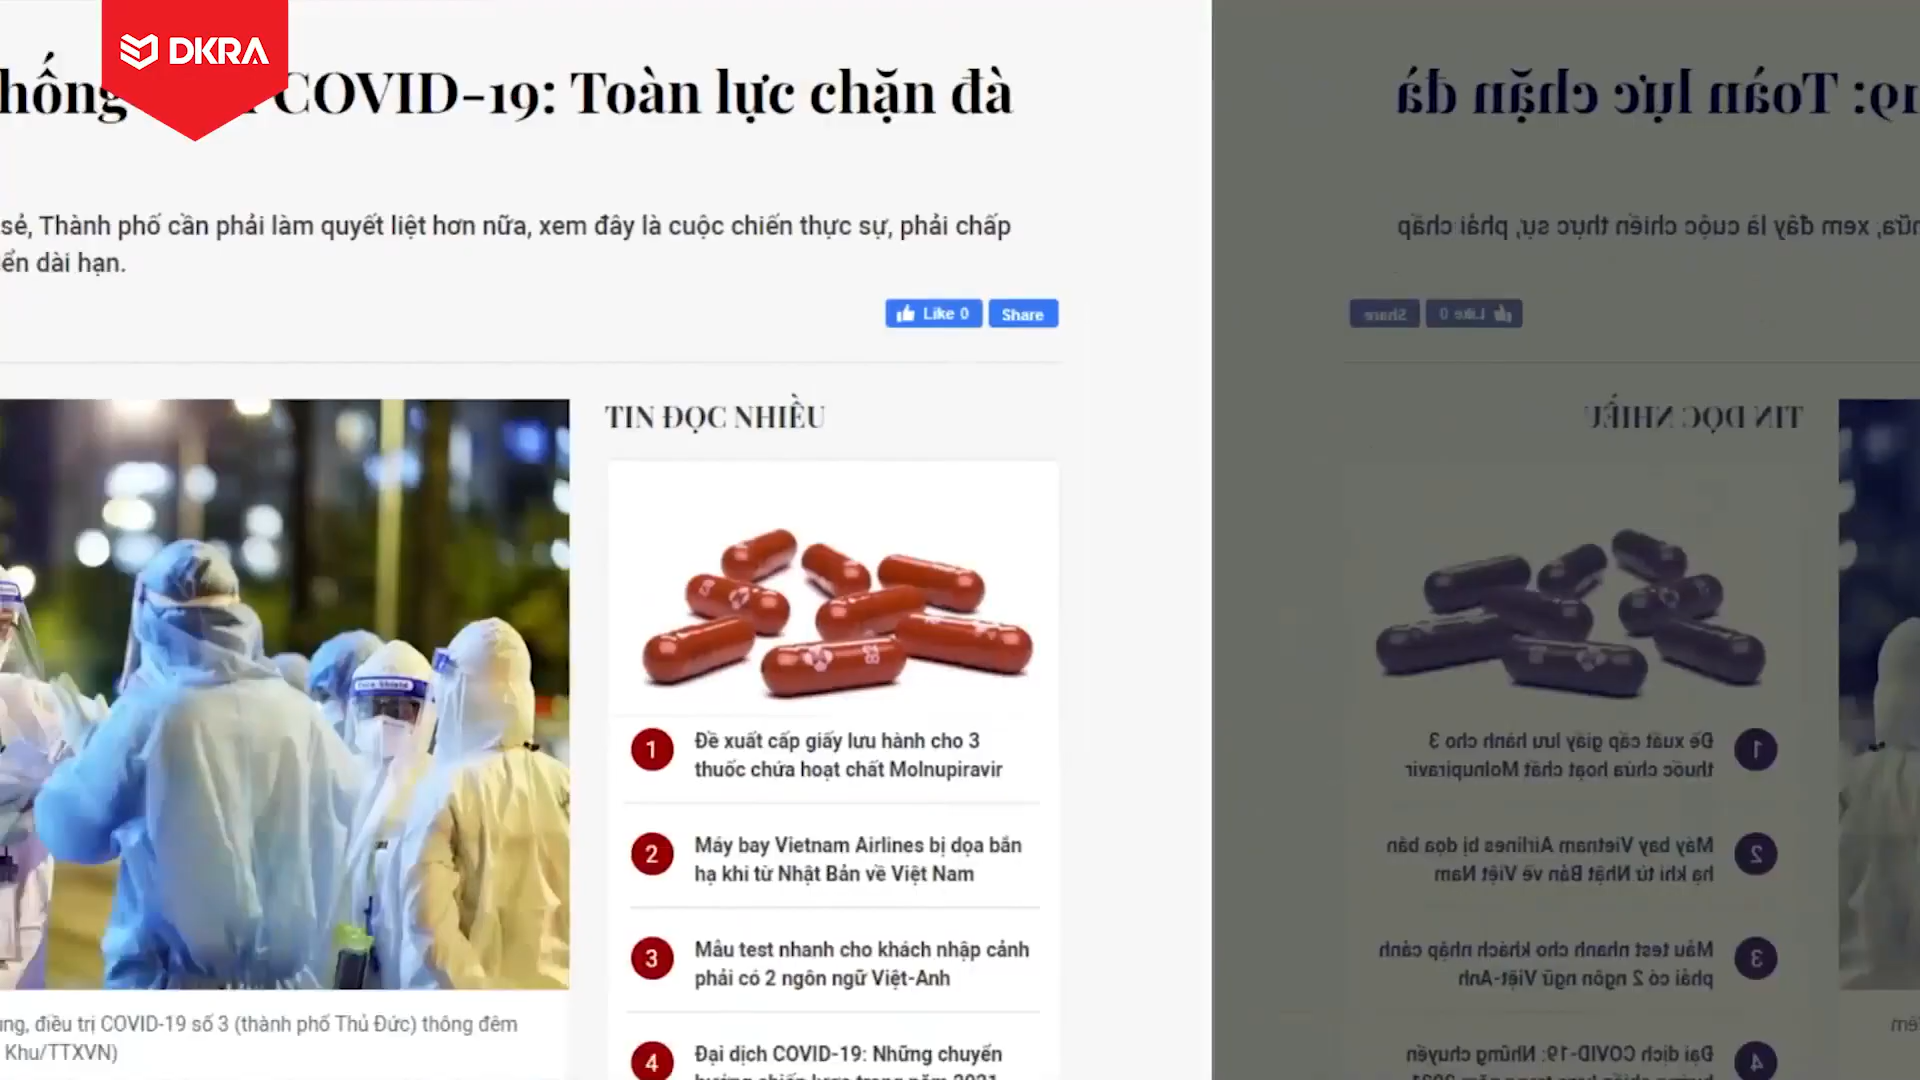 DKRA
COVID-19: Toàn lực chặn đà
sẻ, Thành phố cần phải làm quyết liệt hơn nữa, xem đây là cuộc chiến thực sự, phải chấp
dài hạn.
Like 0 Share
TIN ĐỌC NHIỀU
1 Đề xuất cấp giấy lưu hành cho 3
thuốc chứa hoạt chất Molnupiravir
2 Máy bay Vietnam Airlines bị dọa bắn
hạ khi từ Nhật Bản về Việt Nam
3 Mẫu test nhanh cho khách nhập cảnh
phải có 2 ngôn ngữ Việt-Anh
4 Đại dịch COVID-19: Những chuyển
điều trị COVID-19 số 3 (thành phố Thủ Đức) thông đêm
Khu/TTXVN)
Face Shield